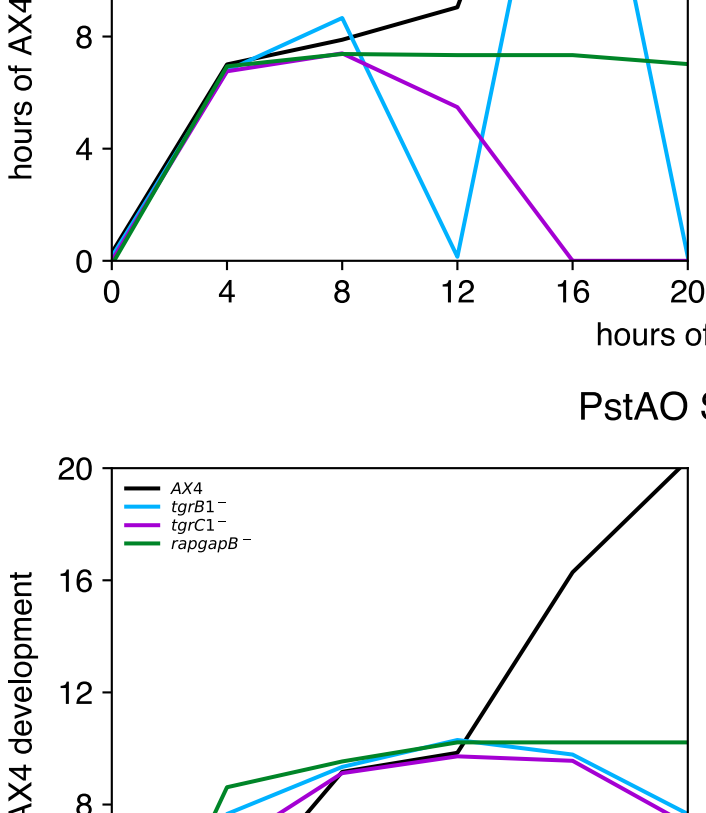 hours of AX4
8
4
0
0 4 8 12 16 20
hours of
PstAO
20
16
12
8
AX4 development
AX4
tgrB1⁻
tgrC1⁻
rapgapB⁻